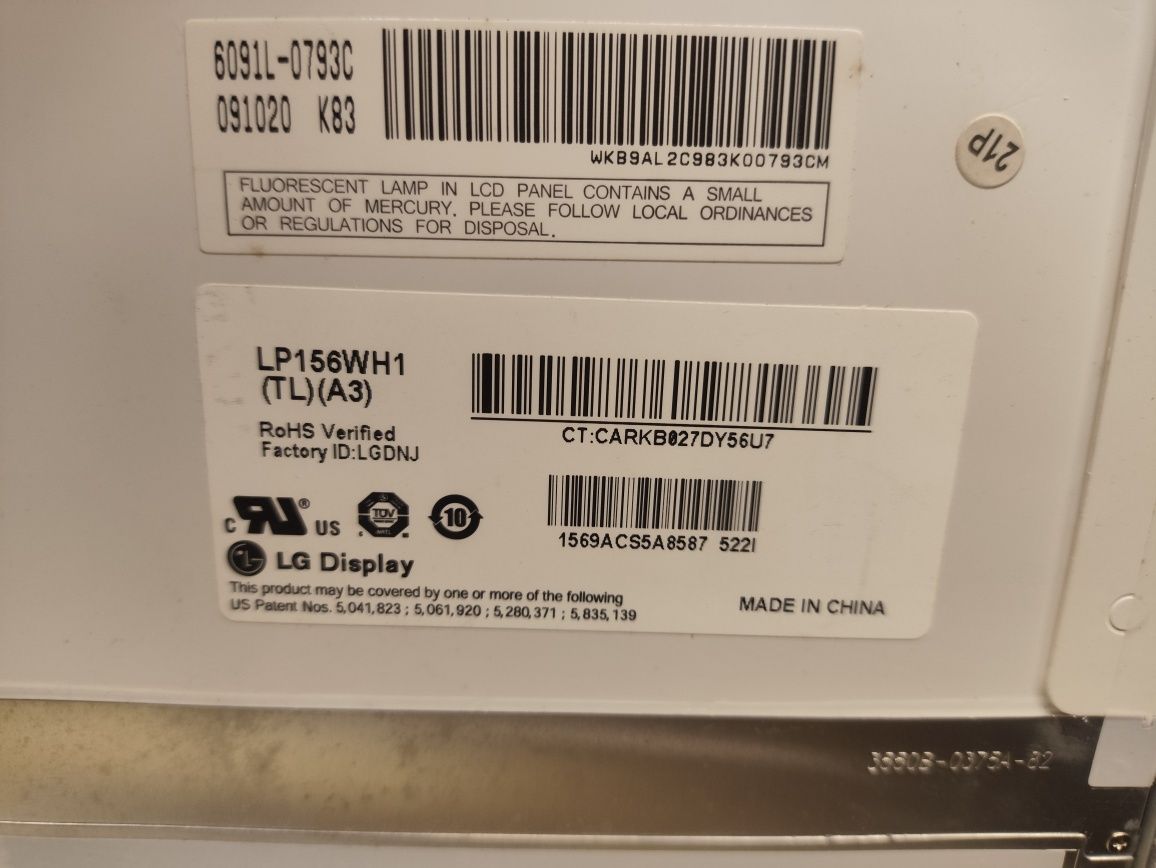 6091L-0793C
091020 K83
WKB9AL2C983K00793CM
FLUORESCENT LAMP IN LCD PANEL CONTAINS A SMALL
AMOUNT OF MERCURY. PLEASE FOLLOW LOCAL ORDINANCES
OR REGULATIONS FOR DISPOSAL.
21P
LP156WH1
(TL)(A3)
RoHS Verified
Factory ID:LGDNJ
CT:CARKB027DY56U7
C RU ® US
TÜV
10
1569ACS5A8587 522I
LG Display
This product may be covered by one or more of the following
US Patent Nos. 5,041,823 ; 5,061,920 ; 5,280,371 ; 5,835,139
MADE IN CHINA